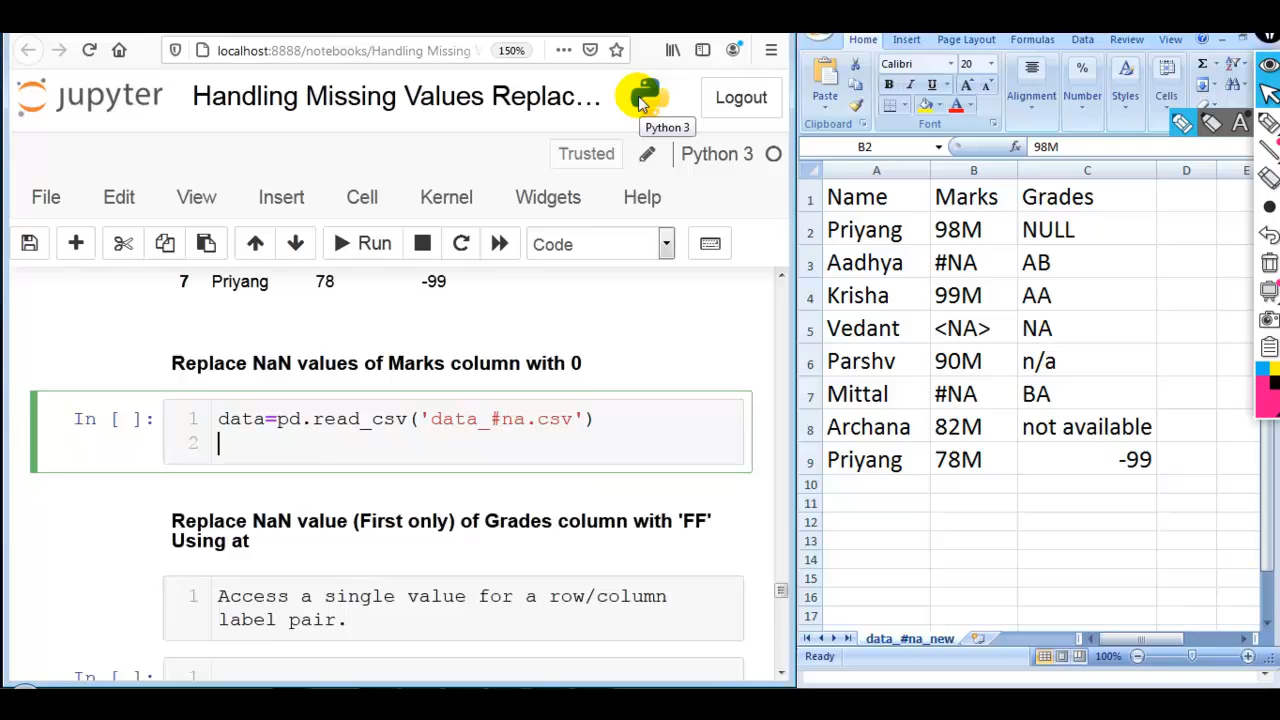 localhost:8888/notebooks/Handling Missing V
150%
jupyter
Handling Missing Values Replac...
Logout
Python 3
Trusted
Python 3
File Edit View Insert Cell Kernel Widgets Help
Run
Code
7 Priyang 78 -99
Replace NaN values of Marks column with 0
In [ ]:
1 data=pd.read_csv('data_#na.csv')
2
Replace NaN value (First only) of Grades column with 'FF'
Using at
1 Access a single value for a row/column
label pair.
In [ ]: 1
Home Insert Page Layout Formulas Data Review View
Paste
Clipboard
Calibri 20
B I U A A
Font
Alignment
Number
Cells
B2 fx 98M
A B C D E
1 Name Marks Grades
2 Priyang 98M NULL
3 Aadhya #NA AB
4 Krisha 99M AA
5 Vedant <NA> NA
6 Parshv 90M n/a
7 Mittal #NA BA
8 Archana 82M not available
9 Priyang 78M -99
10
11
12
13
14
15
16
17
data_#na_new
Ready
100%